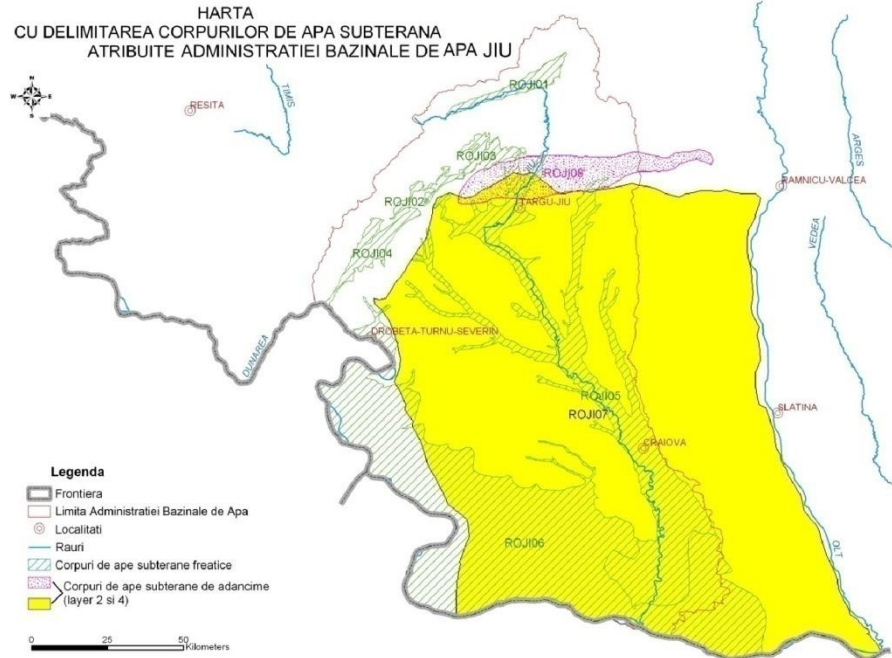 HARTA
CU DELIMITAREA CORPURILOR DE APA SUBTERANA
ATRIBUITE ADMINISTRATIEI BAZINALE DE APA JIU
N
W E
S
RESITA
TIMIS
ROJI01
ROJI03
ROJI08
JIU
ARGES
RAMNICU-VALCEA
ROJI02
TARGU-JIU
VEDEA
ROJI04
DUNAREA
DROBETA-TURNU-SEVERIN
ROJI05
ROJI07
SLATINA
CRAIOVA
ROJI06
OLT
Legenda
Frontiera
Limita Administratiei Bazinale de Apa
Localitati
Rauri
Corpuri de ape subterane freatice
Corpuri de ape subterane de adancime
(layer 2 si 4)
0 25 50
Kilometers